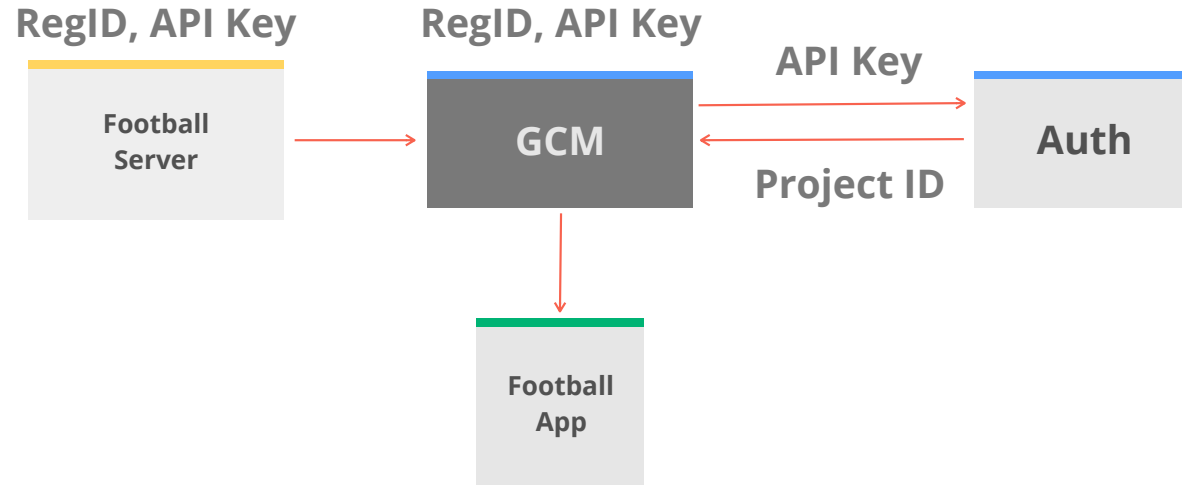 RegID, API Key
RegID, API Key
API Key
Football
Server
GCM
Auth
Project ID
Football
App